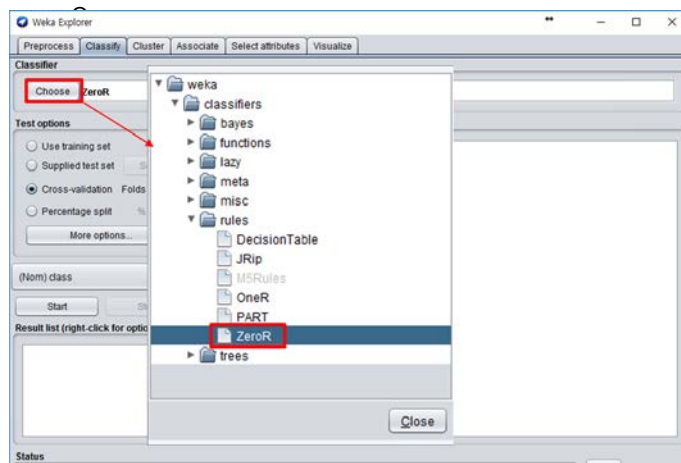 Weka Explorer
Preprocess Classify Cluster Associate Select attributes Visualize
Classifier
Choose ZeroR
Test options
Use training set
Supplied test set
Cross-validation Folds
Percentage split %
More options...
(Nom) class
Start
Result list (right-click for optio
weka
classifiers
bayes
functions
lazy
meta
misc
rules
DecisionTable
JRip
M5Rules
OneR
PART
ZeroR
trees
Close
Status